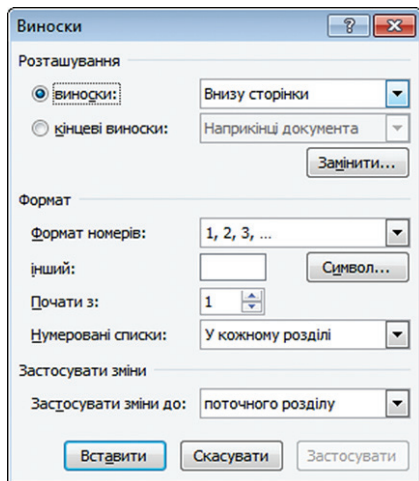 Виноски
Розташування
виноски: Внизу сторінки
кінцеві виноски: Наприкінці документа
Замінити...
Формат
Формат номерів: 1, 2, 3, ...
інший: Символ...
Почати з: 1
Нумеровані списки: У кожному розділі
Застосувати зміни
Застосувати зміни до: поточного розділу
Вставити Скасувати Застосувати